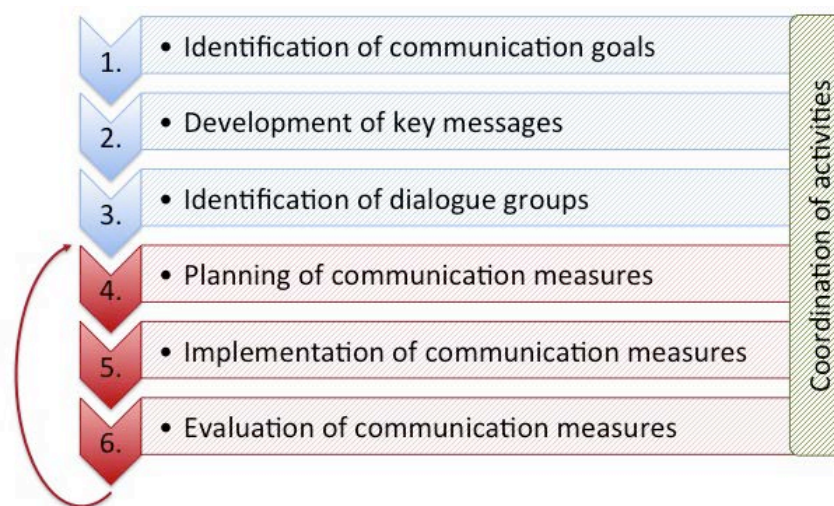 1. • Identification of communication goals
2. • Development of key messages
3. • Identification of dialogue groups
4. • Planning of communication measures
5. • Implementation of communication measures
6. • Evaluation of communication measures
Coordination of activities